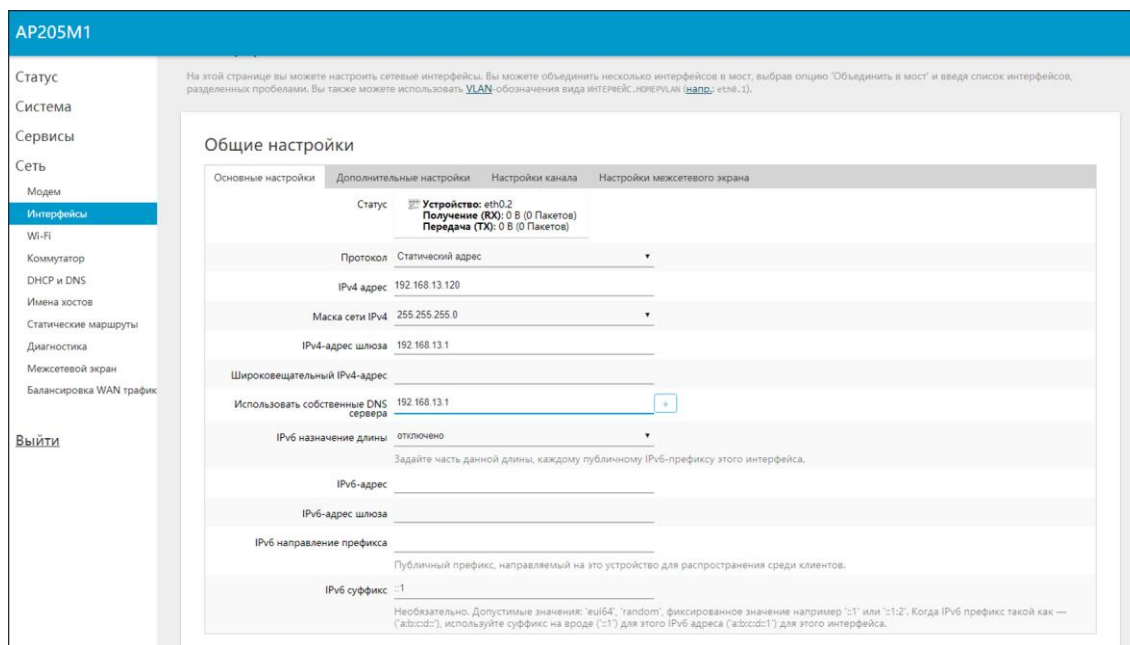 AP205M1
Статус
Система
Сервисы
Сеть
Модем
Интерфейсы
Wi-Fi
Коммутатор
DHCP и DNS
Имена хостов
Статические маршруты
Диагностика
Межсетевой экран
Балансировка WAN трафик
Выйти
На этой странице вы можете настроить сетевые интерфейсы. Вы можете объединить несколько интерфейсов в мост, выбрав опцию 'Объединить в мост' и введя список интерфейсов,
разделенных пробелами. Вы также можете использовать VLAN-обозначения вида ИНТЕРФЕЙС.НОМЕРVLAN (напр.: eth0.1).
Общие настройки
Основные настройки Дополнительные настройки Настройки канала Настройки межсетевого экрана
Статус Устройство: eth0.2
Получение (RX): 0 B (0 Пакетов)
Передача (TX): 0 B (0 Пакетов)
Протокол Статический адрес
IPv4 адрес 192.168.13.120
Маска сети IPv4 255.255.255.0
IPv4-адрес шлюза 192.168.13.1
Широковещательный IPv4-адрес
Использовать собственные DNS 192.168.13.1 +
сервера
IPv6 назначение длины отключено
Задайте часть данной длины, каждому публичному IPv6-префиксу этого интерфейса.
IPv6-адрес
IPv6-адрес шлюза
IPv6 направление префикса
Публичный префикс, направляемый на это устройство для распространения среди клиентов.
IPv6 суффикс ::1
Необязательно. Допустимые значения: 'eui64', 'random', фиксированное значение например '::1' или '::1:2'. Когда IPv6 префикс такой как —
('a:b:c:d::'), используйте суффикс на вроде ('::1') для этого IPv6 адреса ('a:b:c:d::1') для этого интерфейса.